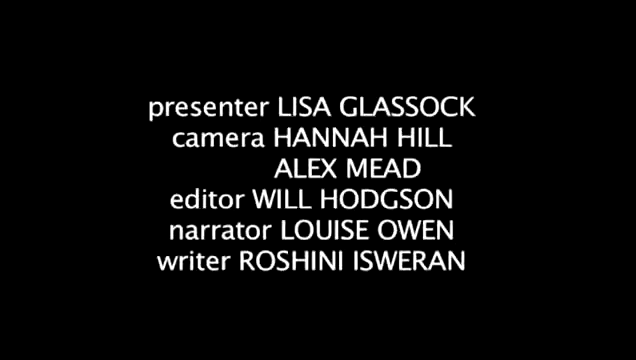 presenter LISA GLASSOCK
camera HANNAH HILL
ALEX MEAD
editor WILL HODGSON
narrator LOUISE OWEN
writer ROSHINI ISWERAN